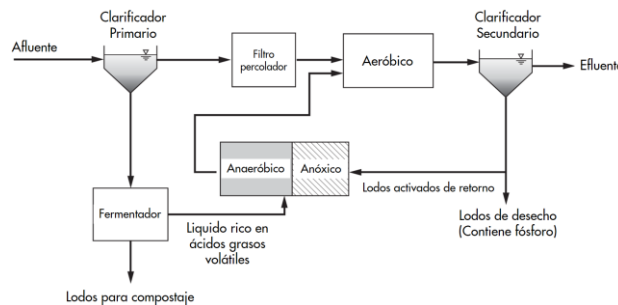 Clarificador
Primario
Clarificador
Secundario
Afluente
Filtro
percolador
Aeróbico
Efluente
Anaeróbico
Anóxico
Lodos activados de retorno
Fermentador
Liquido rico en
ácidos grasos
volátiles
Lodos de desecho
(Contiene fósforo)
Lodos para compostaje